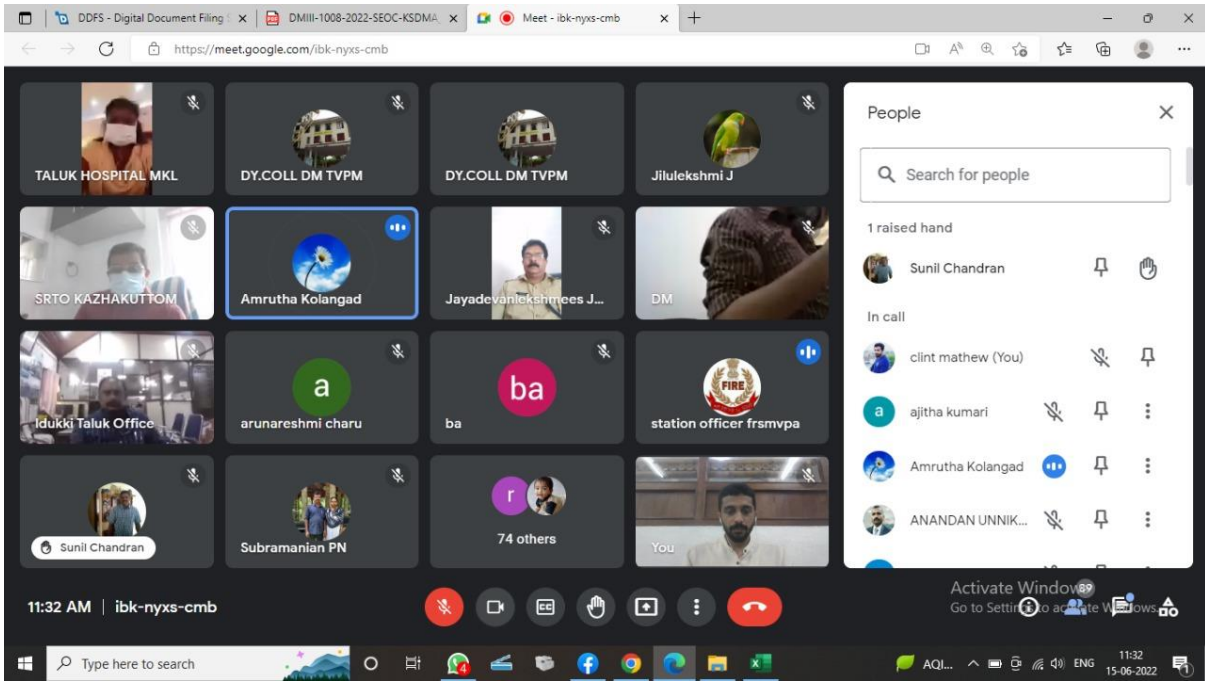 DDFS - Digital Document Filing S
DMIII-1008-2022-SEOC-KSDMA_
Meet - ibk-nyxs-cmb
https://meet.google.com/ibk-nyxs-cmb
TALUK HOSPITAL MKL
DY.COLL DM TVPM
DY.COLL DM TVPM
Jilulekshmi J
SRTO KAZHAKUTTOM
Amrutha Kolangad
Jayadevanlekshmees J...
DM
Idukki Taluk Office
a
arunareshmi charu
ba
ba
FIRE
station officer frsmvpa
Sunil Chandran
Subramanian PN
r
74 others
You
People
Search for people
1 raised hand
Sunil Chandran
In call
clint mathew (You)
a
ajitha kumari
Amrutha Kolangad
ANANDAN UNNIK...
11:32 AM | ibk-nyxs-cmb
CC
Activate Windows
89
Go to Settings to activate Windows.
Type here to search
4
AQI...
ENG
11:32
15-06-2022
1